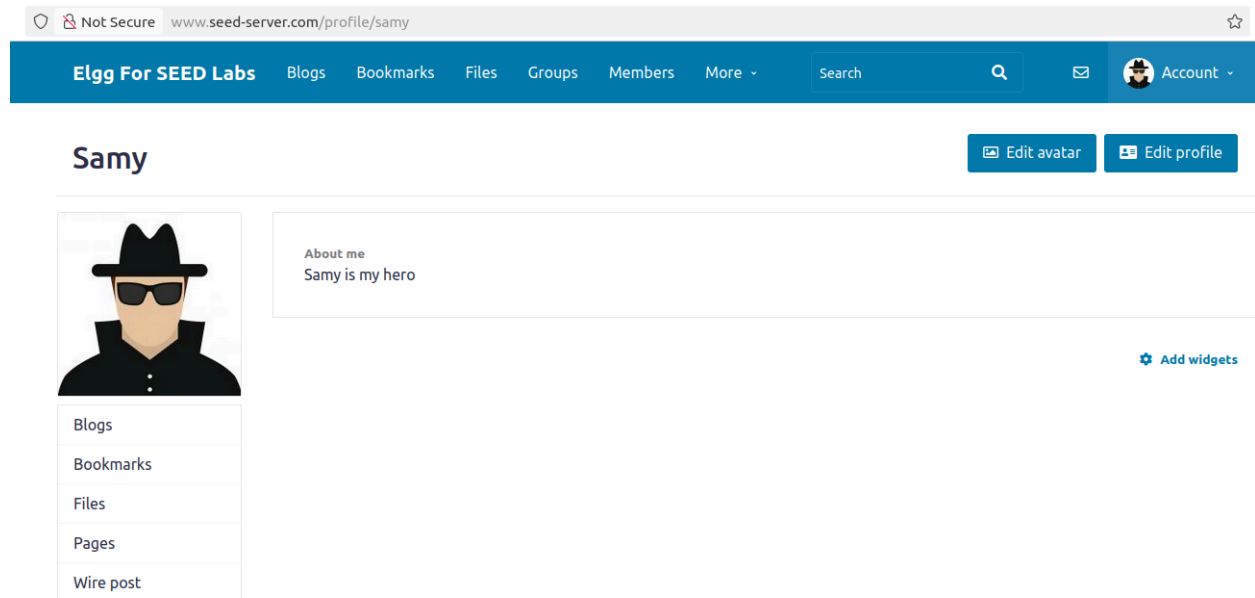 Not Secure www.seed-server.com/profile/samy
Elgg For SEED Labs Blogs Bookmarks Files Groups Members More Search Account
Samy Edit avatar Edit profile
About me
Samy is my hero
Add widgets
Blogs
Bookmarks
Files
Pages
Wire post